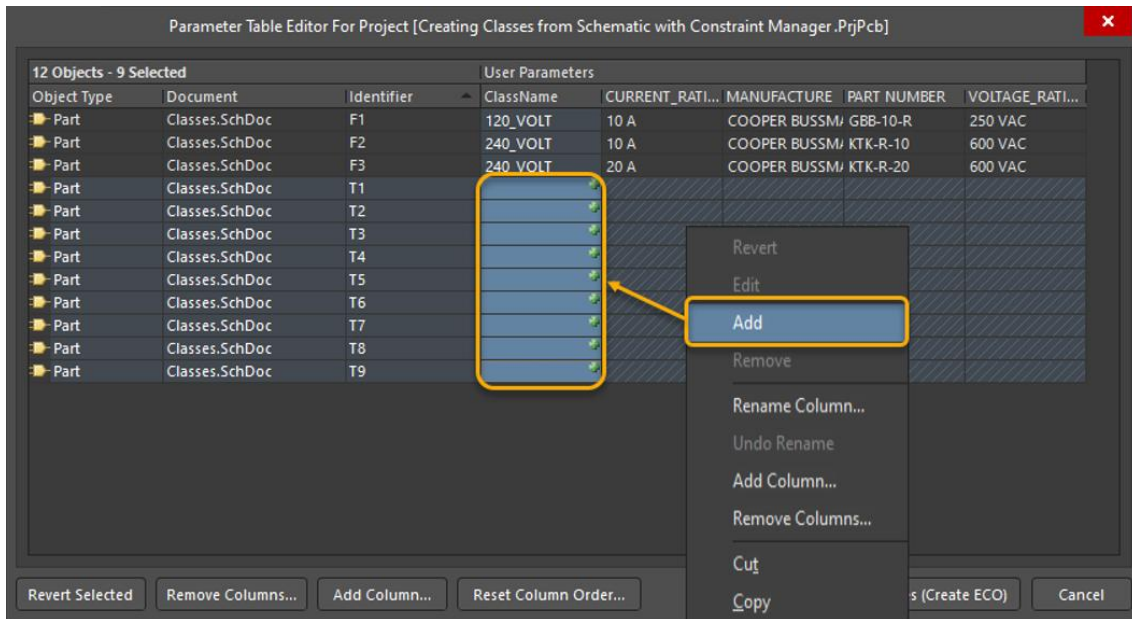 Parameter Table Editor For Project [Creating Classes from Schematic with Constraint Manager.PrjPcb]
12 Objects - 9 Selected User Parameters
Object Type Document Identifier ClassName CURRENT_RATI... MANUFACTURE PART NUMBER VOLTAGE_RATI...
Part Classes.SchDoc F1 120_VOLT 10 A COOPER BUSSMA GBB-10-R 250 VAC
Part Classes.SchDoc F2 240_VOLT 10 A COOPER BUSSMA KTK-R-10 600 VAC
Part Classes.SchDoc F3 240_VOLT 20 A COOPER BUSSMA KTK-R-20 600 VAC
Part Classes.SchDoc T1
Part Classes.SchDoc T2
Part Classes.SchDoc T3
Part Classes.SchDoc T4
Part Classes.SchDoc T5
Part Classes.SchDoc T6
Part Classes.SchDoc T7
Part Classes.SchDoc T8
Part Classes.SchDoc T9
Revert
Edit
Add
Remove
Rename Column...
Undo Rename
Add Column...
Remove Columns...
Cut
Copy
Revert Selected Remove Columns... Add Column... Reset Column Order... s (Create ECO) Cancel